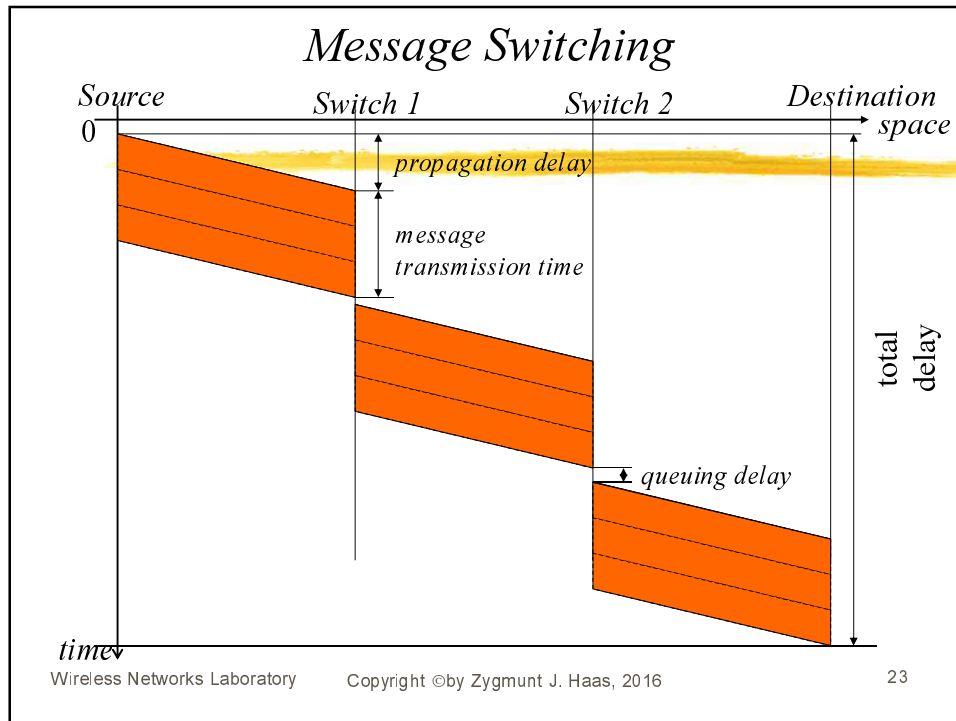 Message Switching
Source
Switch 1
Switch 2
Destination
0
space
propagation delay
message
transmission time
total
delay
queuing delay
time
Wireless Networks Laboratory
Copyright ©by Zygmunt J. Haas, 2016
23